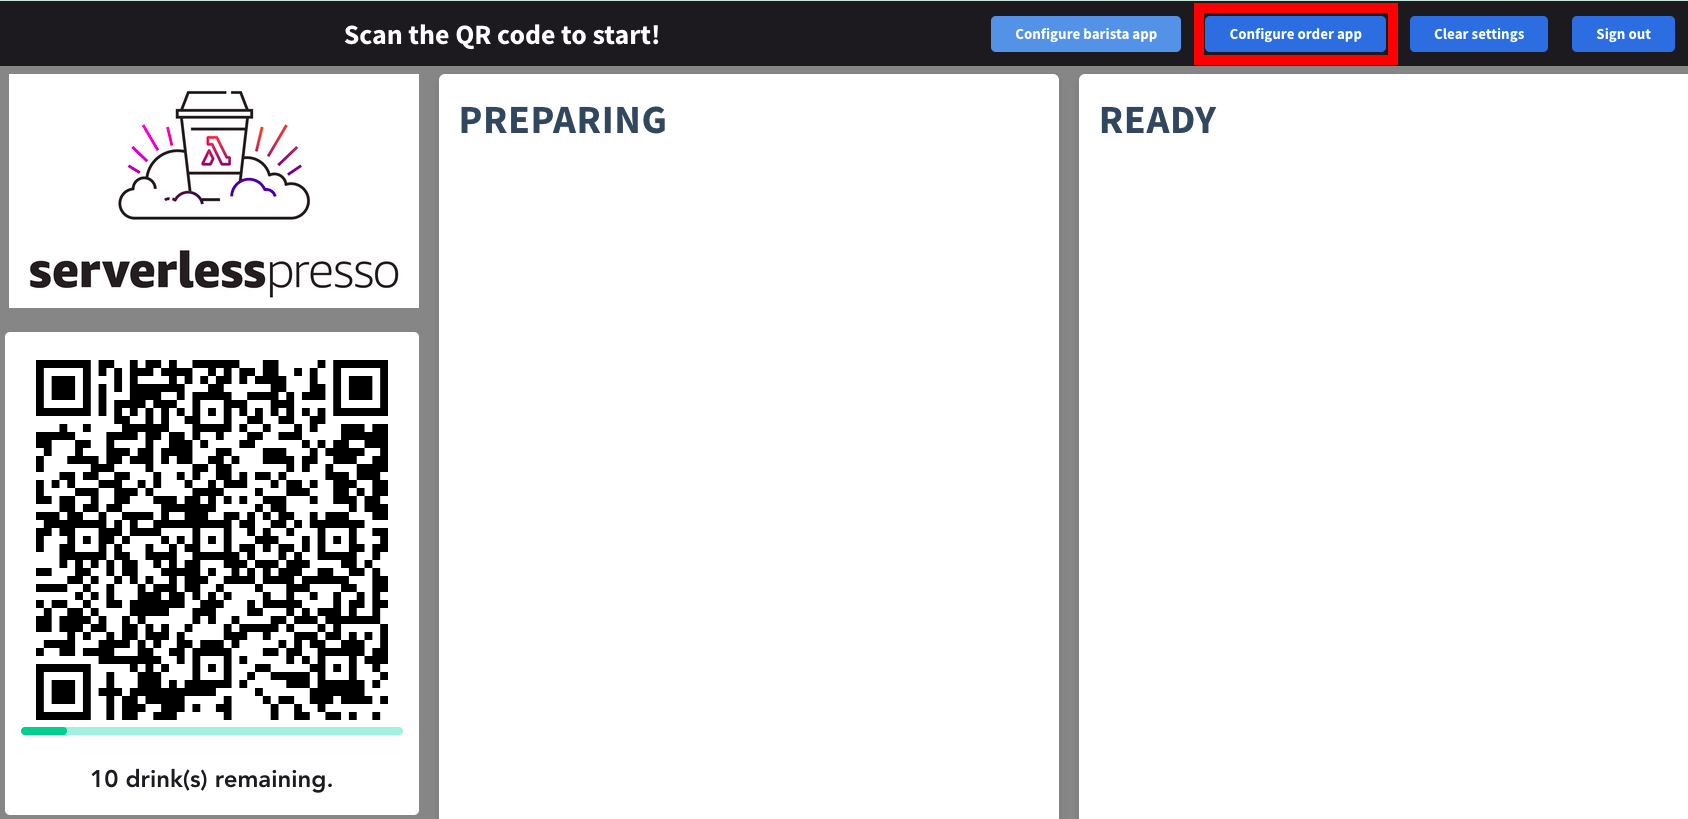 Scan the QR code to start!
Configure barista app
Configure order app
Clear settings
Sign out
serverlesspresso
PREPARING
READY
10 drink(s) remaining.